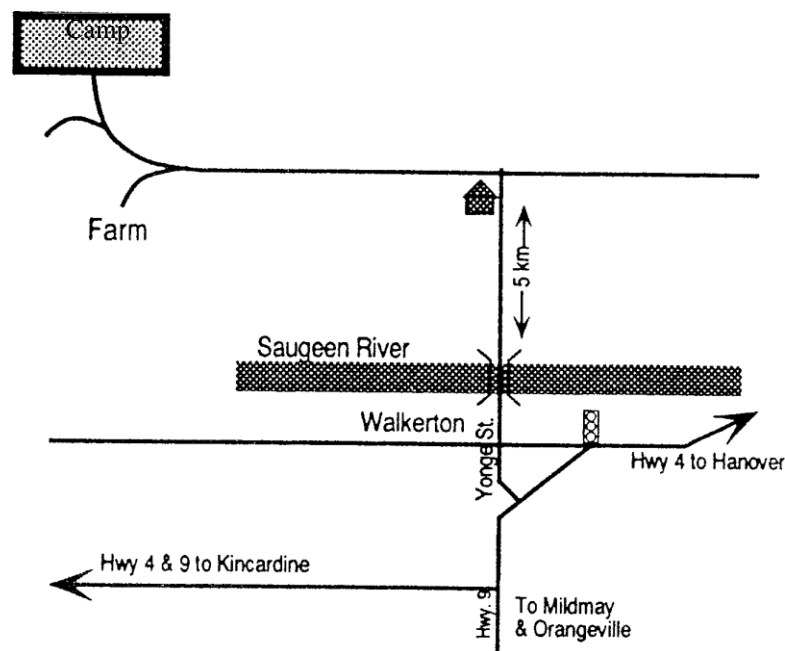 Camp
Farm
5 km
Saugeen River
Walkerton
Yonge St.
Hwy 4 to Hanover
Hwy 4 & 9 to Kincardine
Hwy. 9
To Mildmay
& Orangeville